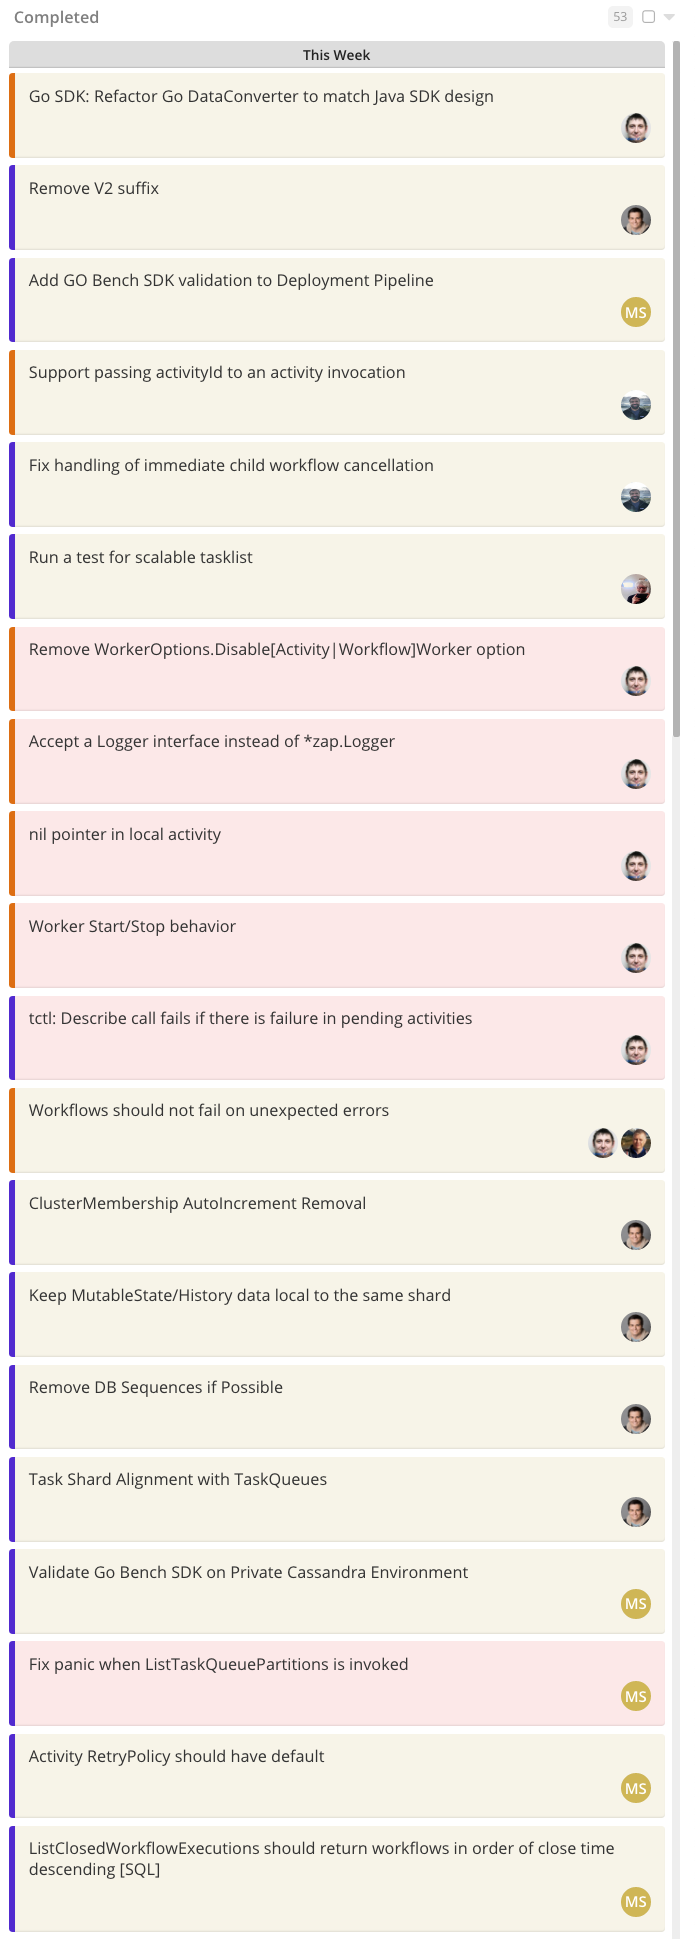 Completed
53
This Week
Go SDK: Refactor Go DataConverter to match Java SDK design
Remove V2 suffix
Add GO Bench SDK validation to Deployment Pipeline
MS
Support passing activityId to an activity invocation
Fix handling of immediate child workflow cancellation
Run a test for scalable tasklist
Remove WorkerOptions.Disable[Activity|Workflow]Worker option
Accept a Logger interface instead of *zap.Logger
nil pointer in local activity
Worker Start/Stop behavior
tctl: Describe call fails if there is failure in pending activities
Workflows should not fail on unexpected errors
ClusterMembership AutoIncrement Removal
Keep MutableState/History data local to the same shard
Remove DB Sequences if Possible
Task Shard Alignment with TaskQueues
Validate Go Bench SDK on Private Cassandra Environment
MS
Fix panic when ListTaskQueuePartitions is invoked
MS
Activity RetryPolicy should have default
MS
ListClosedWorkflowExecutions should return workflows in order of close time
descending [SQL]
MS